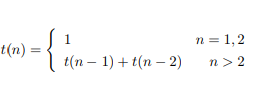 t(n) = { 1 n = 1, 2
t(n − 1) + t(n − 2) n > 2